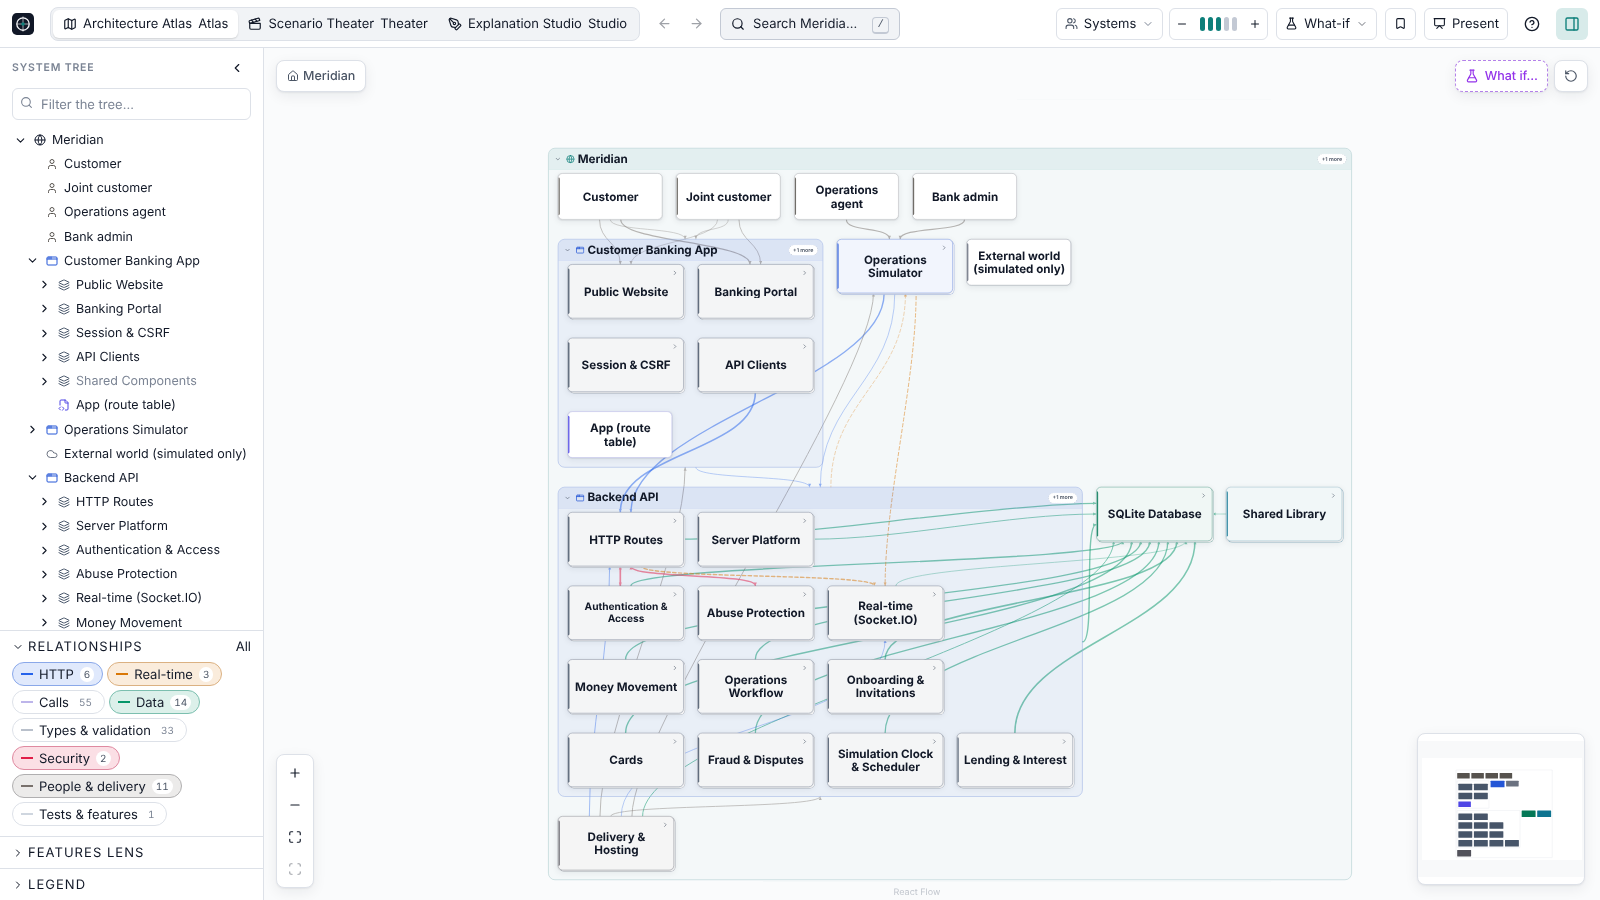 Architecture Atlas Atlas
Scenario Theater Theater
Explanation Studio Studio
Search Meridia... /
Systems
What-if
Present
SYSTEM TREE
Filter the tree...
Meridian
Customer
Joint customer
Operations agent
Bank admin
Customer Banking App
Public Website
Banking Portal
Session & CSRF
API Clients
Shared Components
App (route table)
Operations Simulator
External world (simulated only)
Backend API
HTTP Routes
Server Platform
Authentication & Access
Abuse Protection
Real-time (Socket.IO)
Money Movement
RELATIONSHIPS All
HTTP 6
Real-time 3
Calls 55
Data 14
Types & validation 33
Security 2
People & delivery 11
Tests & features 1
FEATURES LENS
LEGEND
Meridian
What if...
Meridian
+1 more
Customer
Joint customer
Operations
agent
Bank admin
Customer Banking App
+1 more
Operations
Simulator
External world
(simulated only)
Public Website
Banking Portal
Session & CSRF
API Clients
App (route
table)
Backend API
+1 more
SQLite Database
Shared Library
HTTP Routes
Server Platform
Authentication &
Access
Abuse Protection
Real-time
(Socket.IO)
Money Movement
Operations
Workflow
Onboarding &
Invitations
Cards
Fraud & Disputes
Simulation Clock
& Scheduler
Lending & Interest
Delivery &
Hosting
React Flow